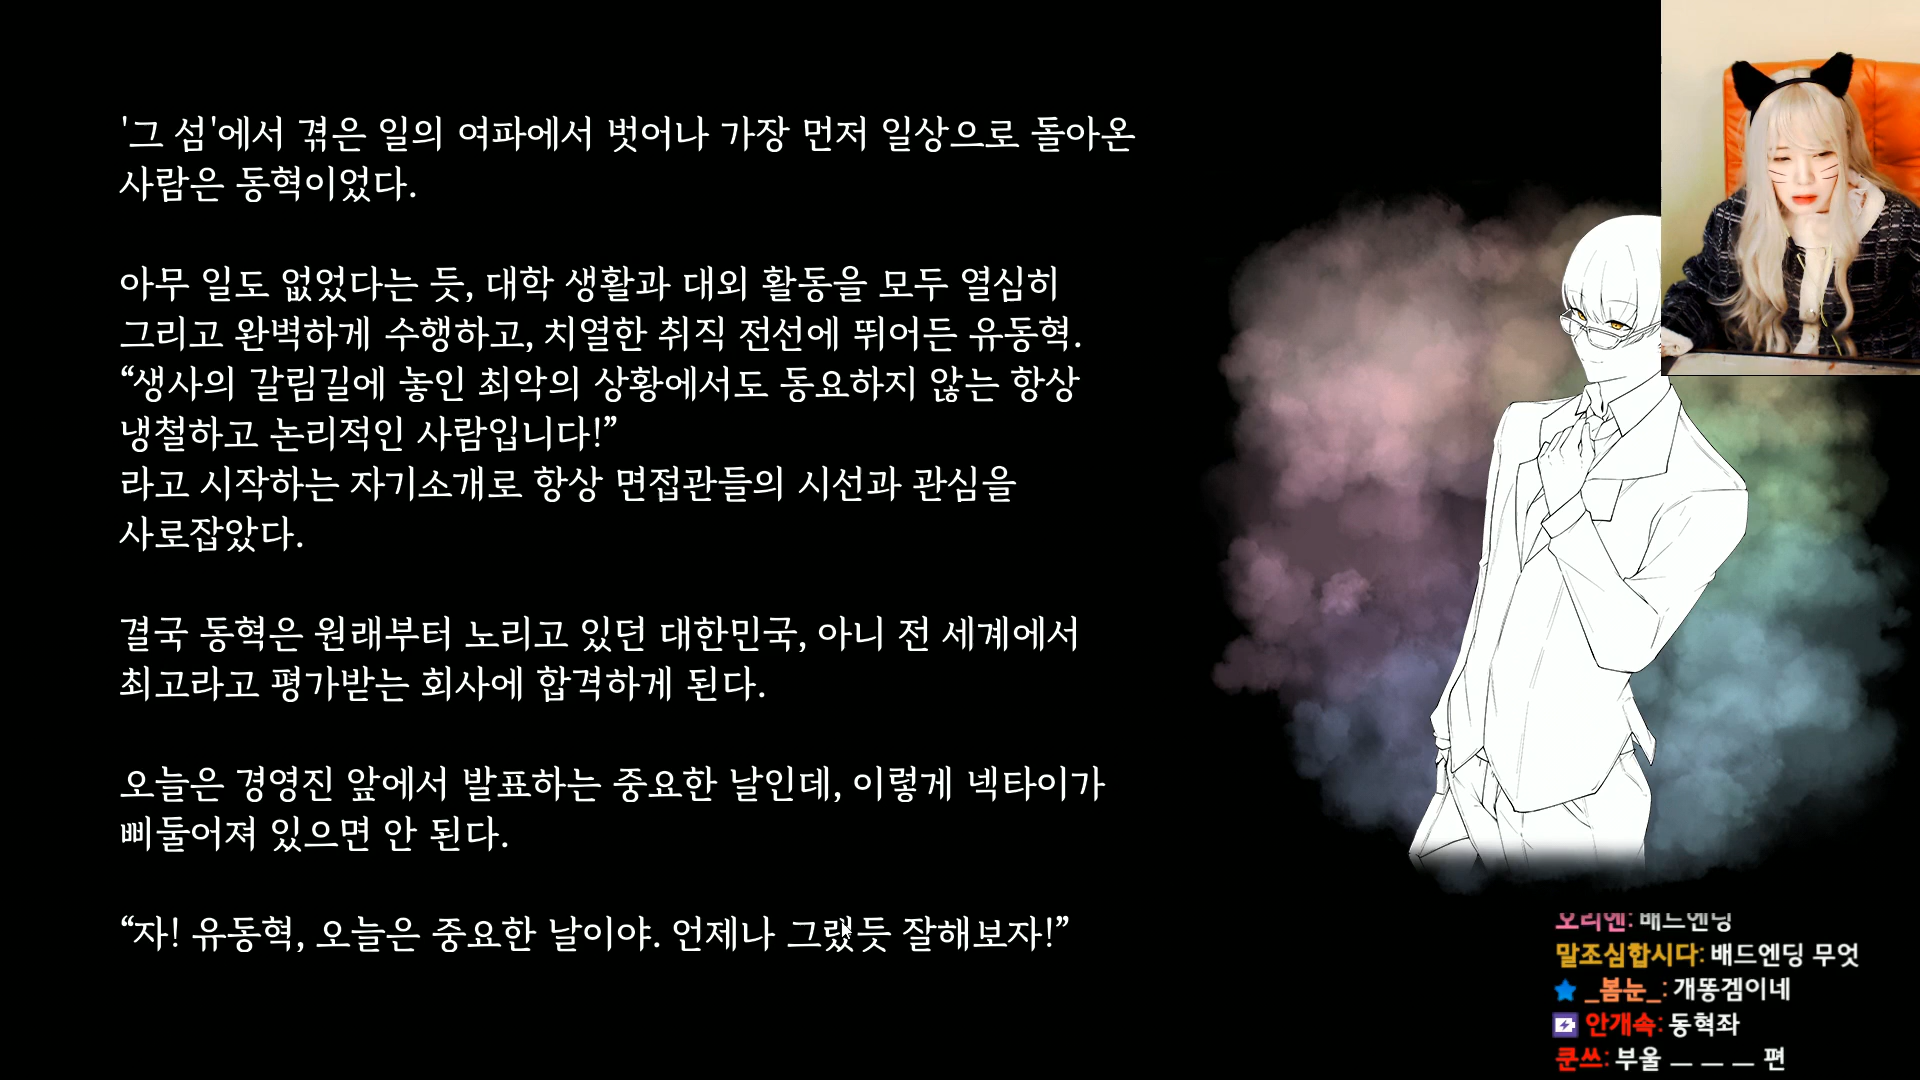 '그 섬'에서 겪은 일의 여파에서 벗어나 가장 먼저 일상으로 돌아온
사람은 동혁이었다.
아무 일도 없었다는 듯, 대학 생활과 대외 활동을 모두 열심히
그리고 완벽하게 수행하고, 치열한 취직 전선에 뛰어든 유동혁.
“생사의 갈림길에 놓인 최악의 상황에서도 동요하지 않는 항상
냉철하고 논리적인 사람입니다!”
라고 시작하는 자기소개로 항상 면접관들의 시선과 관심을
사로잡았다.
결국 동혁은 원래부터 노리고 있던 대한민국, 아니 전 세계에서
최고라고 평가받는 회사에 합격하게 된다.
오늘은 경영진 앞에서 발표하는 중요한 날인데, 이렇게 넥타이가
삐둘어져 있으면 안 된다.
“자! 유동혁, 오늘은 중요한 날이야. 언제나 그랬듯 잘해보자!”
오리엔: 배드엔딩
말조심합시다: 배드엔딩 무엇
_봄눈_: 개똥겜이네
안개속: 동혁좌
쿤쓰: 부울 ㅡ ㅡ ㅡ 편